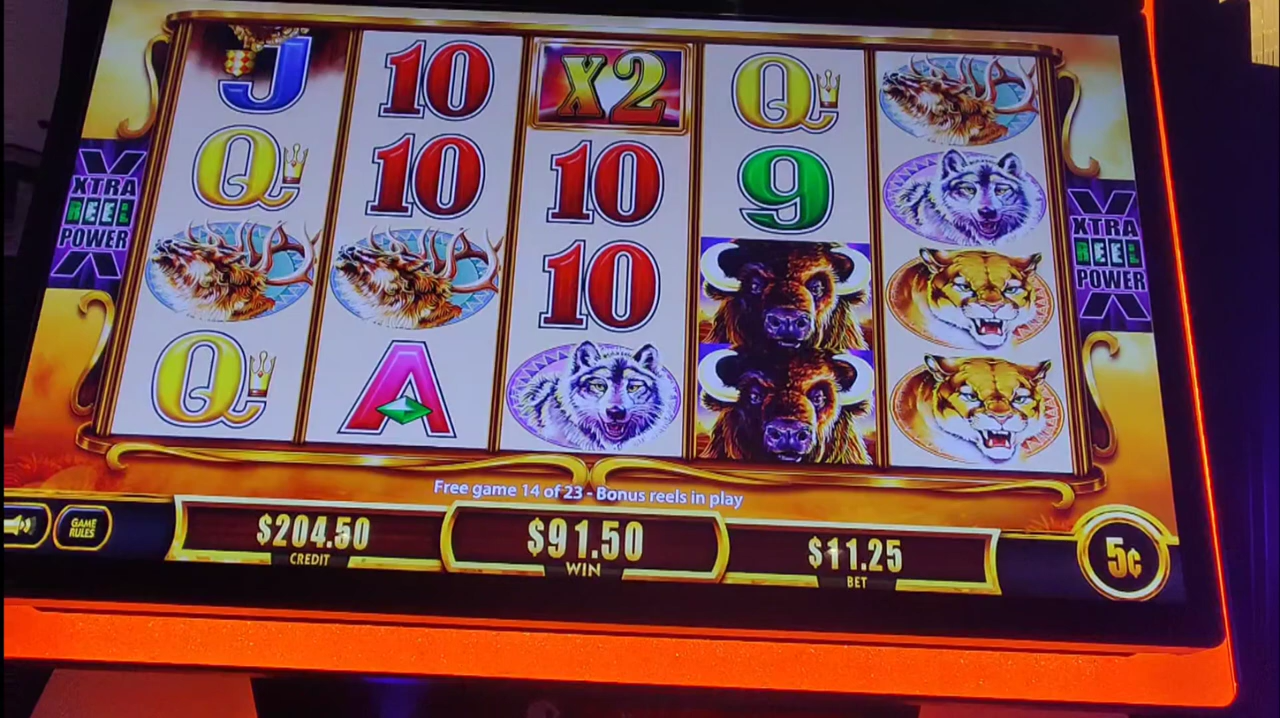 J 10 X2 Q
Q 10 10 9
10
Q A
XTRA
REEL
POWER
XTRA
REEL
POWER
Free game 14 of 23 - Bonus reels in play
GAME
RULES
$204.50
CREDIT
$91.50
WIN
$11.25
BET
5¢